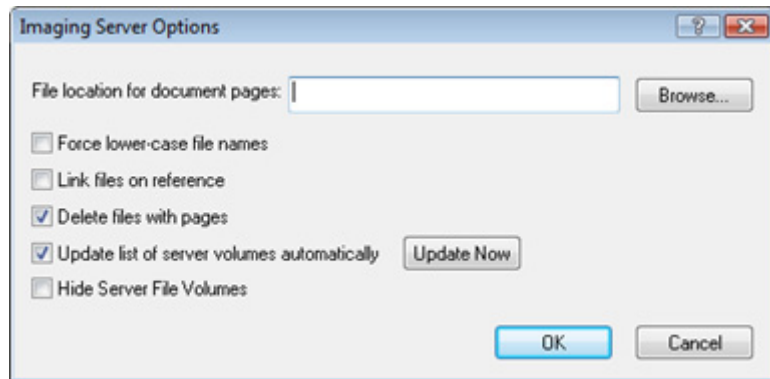 Imaging Server Options
File location for document pages:
Browse...
Force lower-case file names
Link files on reference
Delete files with pages
Update list of server volumes automatically
Update Now
Hide Server File Volumes
OK
Cancel